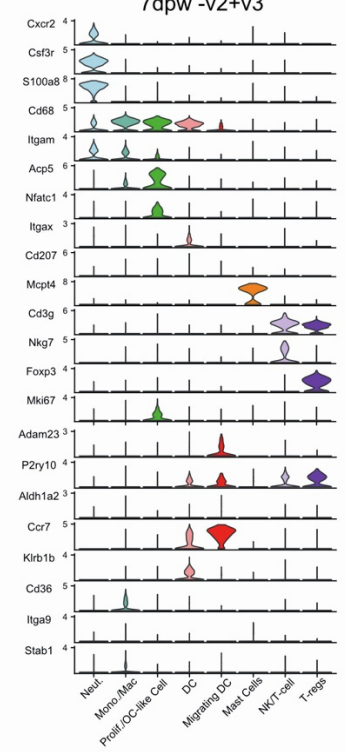 7dpw -v2+v3
Cxcr2 4
Csf3r 5
S100a8 8
Cd68 5
Itgam 4
Acp5 6
Nfatc1 4
Itgax 3
Cd207 6
Mcpt4 8
Cd3g 6
Nkg7 5
Foxp3 4
Mki67 4
Adam23 3
P2ry10 4
Aldh1a2 3
Ccr7 5
Klrb1b 4
Cd36 5
Itga9 4
Stab1 4
Neut. Mono./Mac Prolif./OC-like Cell DC Migrating DC Mast Cells NK/T-cell T-regs